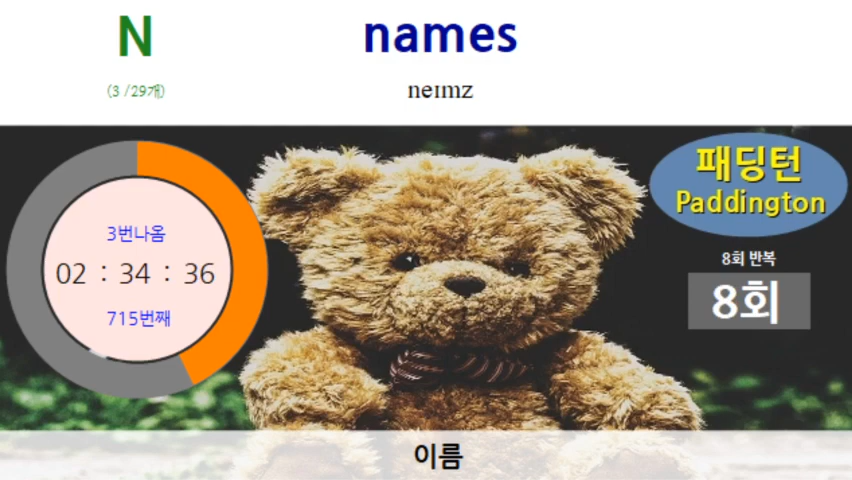 N
(3 /29개)
names
neɪmz
패딩턴
Paddington
8회 반복
8회
3번나옴
02 : 34 : 36
715번째
이름